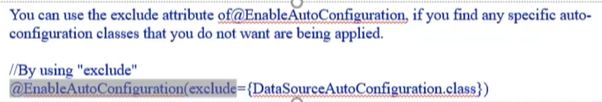 You can use the exclude attribute of@EnableAutoConfiguration, if you find any specific auto-
configuration classes that you do not want are being applied.
//By using "exclude"
@EnableAutoConfiguration(exclude={DataSourceAutoConfiguration.class})